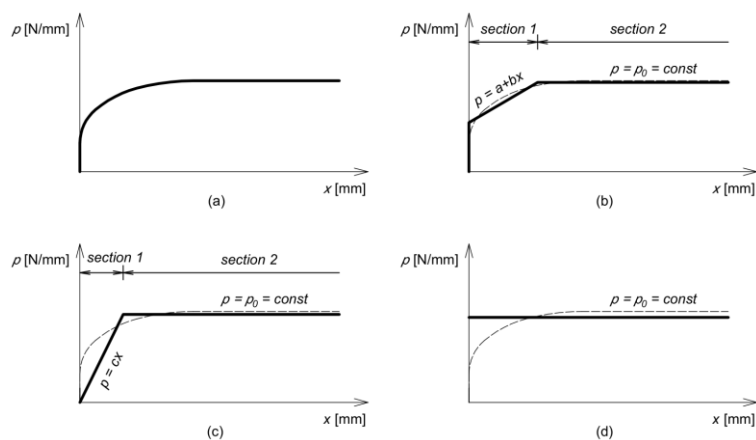 p [N/mm]
x [mm]
(a)
p [N/mm]
section 1
section 2
p = a+bx
p = p₀ = const
x [mm]
(b)
p [N/mm]
section 1
section 2
p = cx
p = p₀ = const
x [mm]
(c)
p [N/mm]
p = p₀ = const
x [mm]
(d)